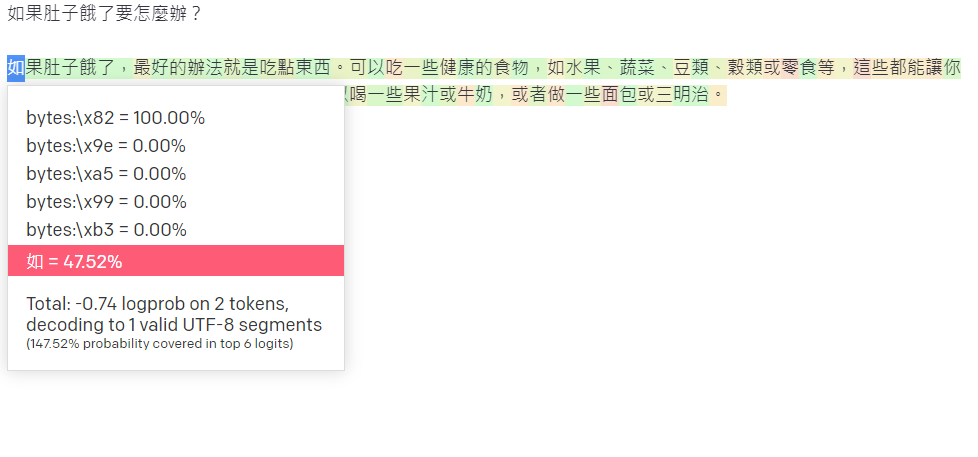 如果肚子餓了要怎麼辦？
如果肚子餓了，最好的辦法就是吃點東西。可以吃一些健康的食物，如水果、蔬菜、豆類、穀類或零食等，這些都能讓你
喝一些果汁或牛奶，或者做一些面包或三明治。
bytes:\x82 = 100.00%
bytes:\x9e = 0.00%
bytes:\xa5 = 0.00%
bytes:\x99 = 0.00%
bytes:\xb3 = 0.00%
如 = 47.52%
Total: -0.74 logprob on 2 tokens,
decoding to 1 valid UTF-8 segments
(147.52% probability covered in top 6 logits)